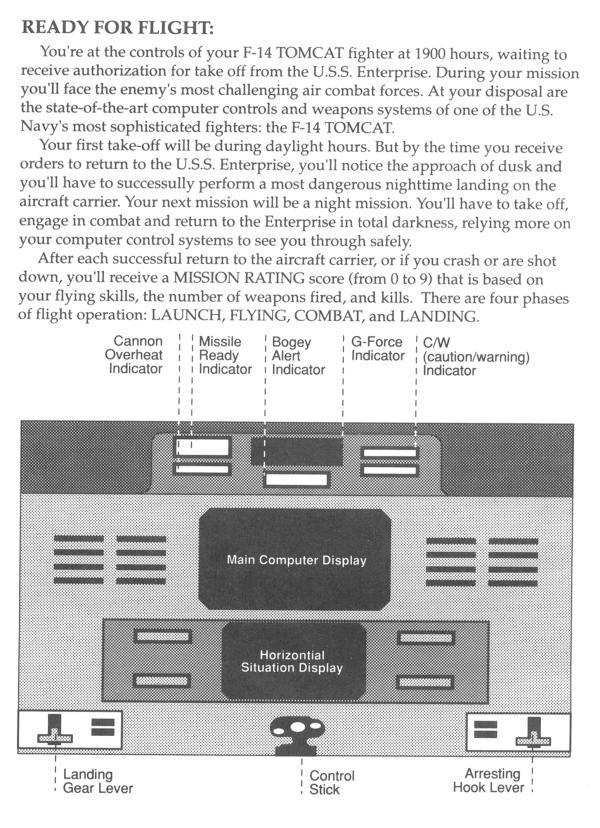 READY FOR FLIGHT:
You're at the controls of your F-14 TOMCAT fighter at 1900 hours, waiting to
receive authorization for take off from the U.S.S. Enterprise. During your mission
you'll face the enemy's most challenging air combat forces. At your disposal are
the state-of-the-art computer controls and weapons systems of one of the U.S.
Navy's most sophisticated fighters: the F-14 TOMCAT.
Your first take-off will be during daylight hours. But by the time you receive
orders to return to the U.S.S. Enterprise, you'll notice the approach of dusk and
you'll have to successully perform a most dangerous nighttime landing on the
aircraft carrier. Your next mission will be a night mission. You'll have to take off,
engage in combat and return to the Enterprise in total darkness, relying more on
your computer control systems to see you through safely.
After each successful return to the aircraft carrier, or if you crash or are shot
down, you'll receive a MISSION RATING score (from 0 to 9) that is based on
your flying skills, the number of weapons fired, and kills. There are four phases
of flight operation: LAUNCH, FLYING, COMBAT, and LANDING.
Cannon Missile Bogey G-Force C/W
Overheat Ready Alert Indicator (caution/warning)
Indicator Indicator Indicator Indicator
Main Computer Display
Horizontial
Situation Display
Landing Control Arresting
Gear Lever Stick Hook Lever